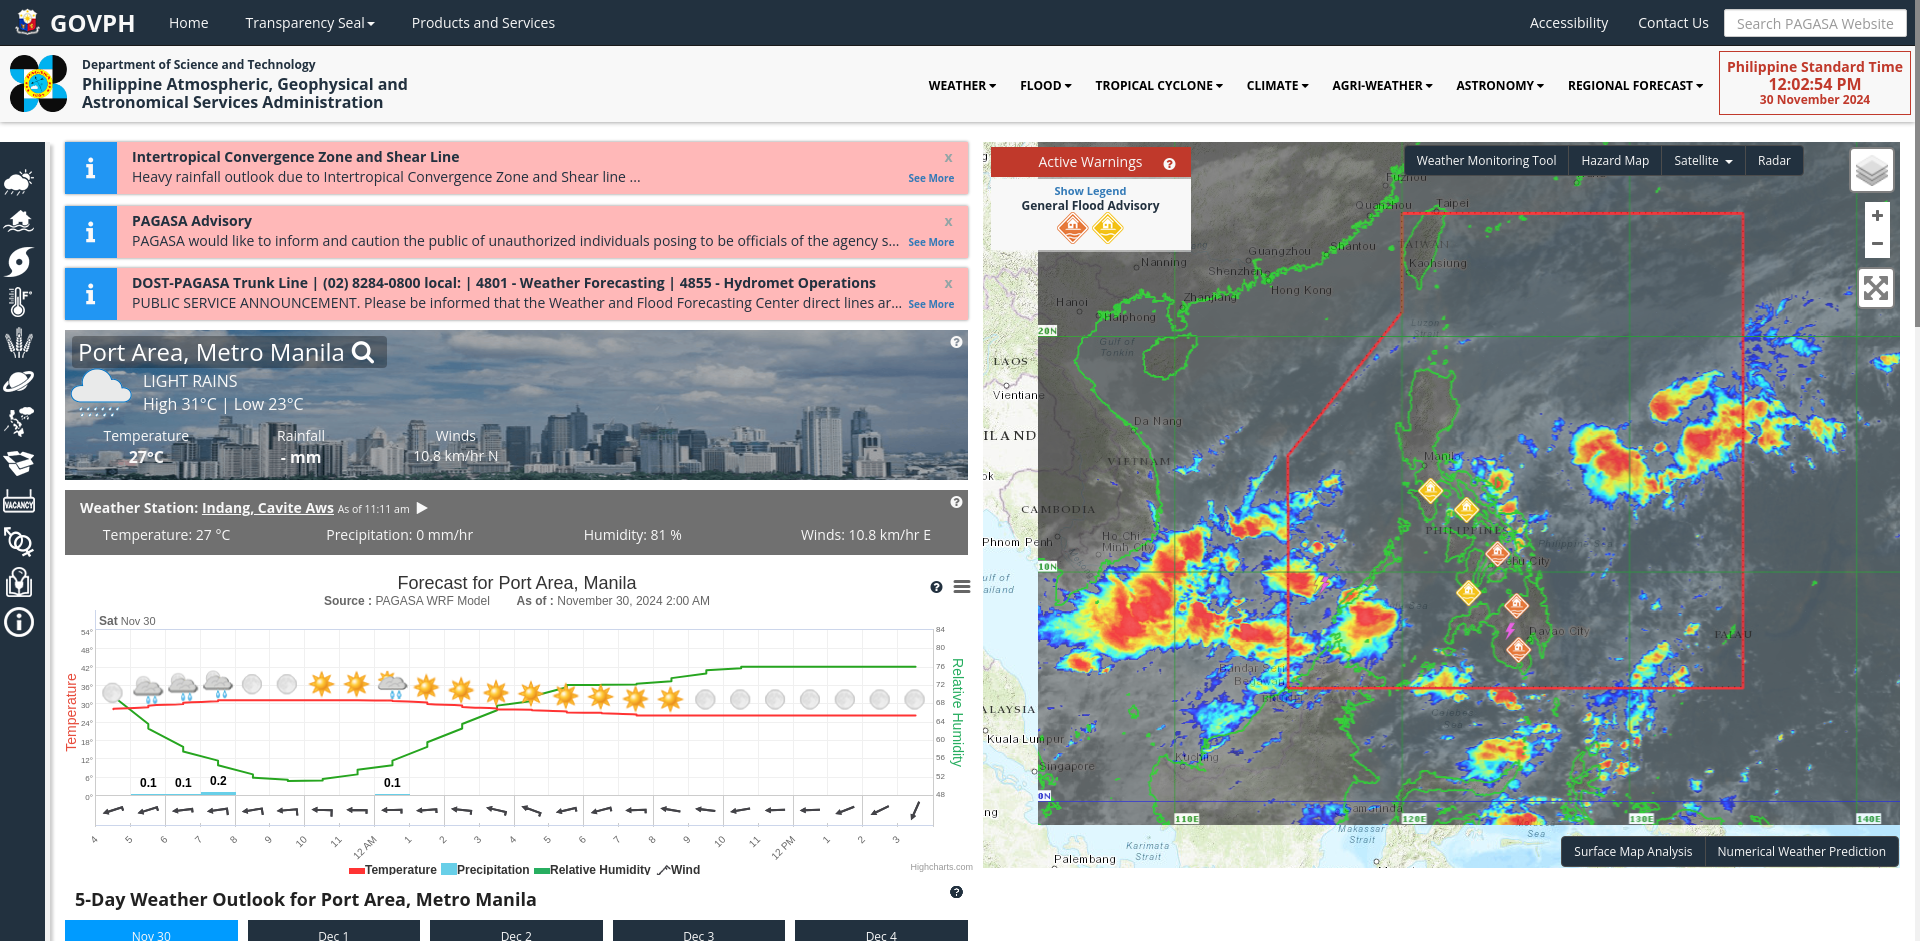 GOVPH
Home
Transparency Seal
Products and Services
Accessibility
Contact Us
Search PAGASA Website
Department of Science and Technology
Philippine Atmospheric, Geophysical and
Astronomical Services Administration
WEATHER
FLOOD
TROPICAL CYCLONE
CLIMATE
AGRI-WEATHER
ASTRONOMY
REGIONAL FORECAST
Philippine Standard Time
12:02:54 PM
30 November 2024
VACANCY
Intertropical Convergence Zone and Shear Line
x
Heavy rainfall outlook due to Intertropical Convergence Zone and Shear line ...
See More
PAGASA Advisory
x
PAGASA would like to inform and caution the public of unauthorized individuals posing to be officials of the agency s...
See More
DOST-PAGASA Trunk Line | (02) 8284-0800 local: | 4801 - Weather Forecasting | 4855 - Hydromet Operations
x
PUBLIC SERVICE ANNOUNCEMENT. Please be informed that the Weather and Flood Forecasting Center direct lines ar...
See More
Port Area, Metro Manila
LIGHT RAINS
High 31°C | Low 23°C
Temperature
Rainfall
Winds
27°C
- mm
10.8 km/hr N
Weather Station: Indang, Cavite Aws As of 11:11 am
Temperature: 27 °C
Precipitation: 0 mm/hr
Humidity: 81 %
Winds: 10.8 km/hr E
Forecast for Port Area, Manila
Source : PAGASA WRF Model As of : November 30, 2024 2:00 AM
Sat Nov 30
54°
48°
42°
36°
30°
24°
18°
12°
6°
0°
Temperature
84
80
76
72
68
64
60
56
52
48
Relative Humidity
0.1
0.1
0.2
0.1
4
5
6
7
8
9
10
11
12 AM
1
2
3
4
5
6
7
8
9
10
11
12 PM
1
2
3
Temperature
Precipitation
Relative Humidity
Wind
Highcharts.com
5-Day Weather Outlook for Port Area, Metro Manila
Nov 30
Dec 1
Dec 2
Dec 3
Dec 4
Active Warnings
Show Legend
General Flood Advisory
Weather Monitoring Tool
Hazard Map
Satellite
Radar
+
−
Fuzhou
Quanzhou
Taipei
TAIWAN
Kaohsiung
Guangzhou
Shantou
Nanning
Shenzhen
Hong Kong
Zhanjiang
Hanoi
Haiphong
20N
Luzon
Strait
Gulf of
Tonkin
LAOS
Vientiane
Da Nang
ILAND
VIETNAM
Manila
ok
CAMBODIA
PHILIPPINES
Phnom Penh
Ho Chi
Minh City
Philippine Sea
Cebu City
10N
ulf of
ailand
Davao City
PALAU
Bandar Seri
Begawan
ALAYSIA
Kuala Lumpur
Celebes
Kuching
Singapore
0N
ng
Samarinda
110E
120E
130E
140E
Makassar
Strait
Sea
Karimata
Strait
Palembang
Surface Map Analysis
Numerical Weather Prediction